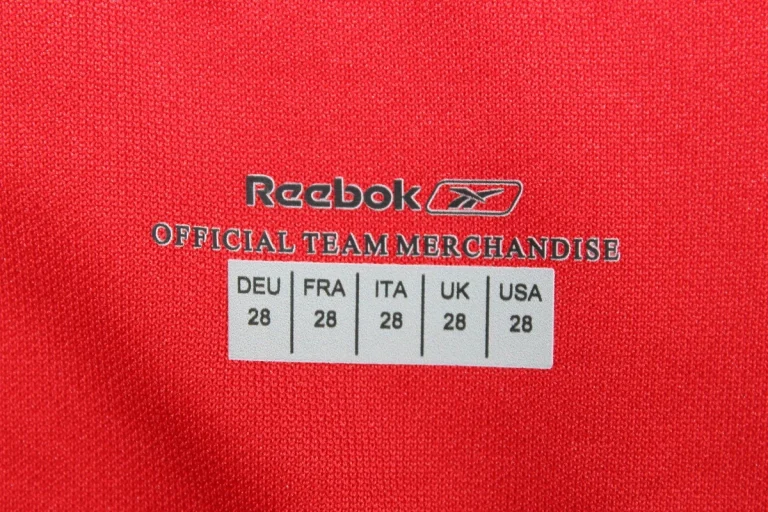 Reebok
OFFICIAL TEAM MERCHANDISE
DEU FRA ITA UK USA
28 28 28 28 28